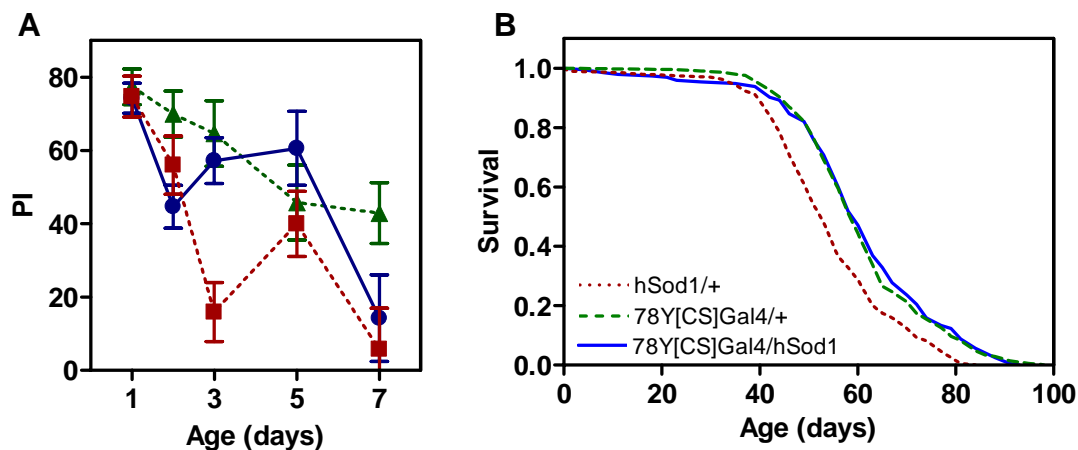 A
PI
80
60
40
20
0
1
3
5
7
Age (days)
B
Survival
1.0
0.8
0.6
0.4
0.2
0.0
hSod1/+
78Y[CS]Gal4/+
78Y[CS]Gal4/hSod1
0
20
40
60
80
100
Age (days)